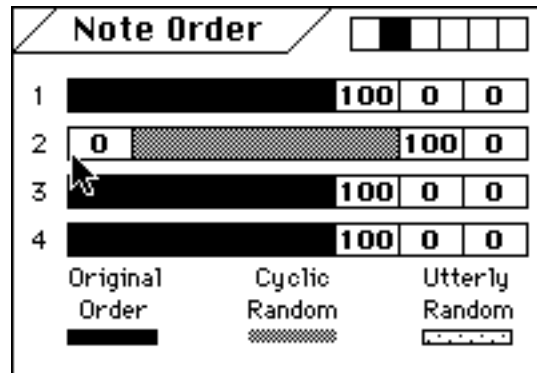 Note Order
1 100 0 0
2 0 100 0
3 100 0 0
4 100 0 0
Original Cyclic Utterly
Order Random Random